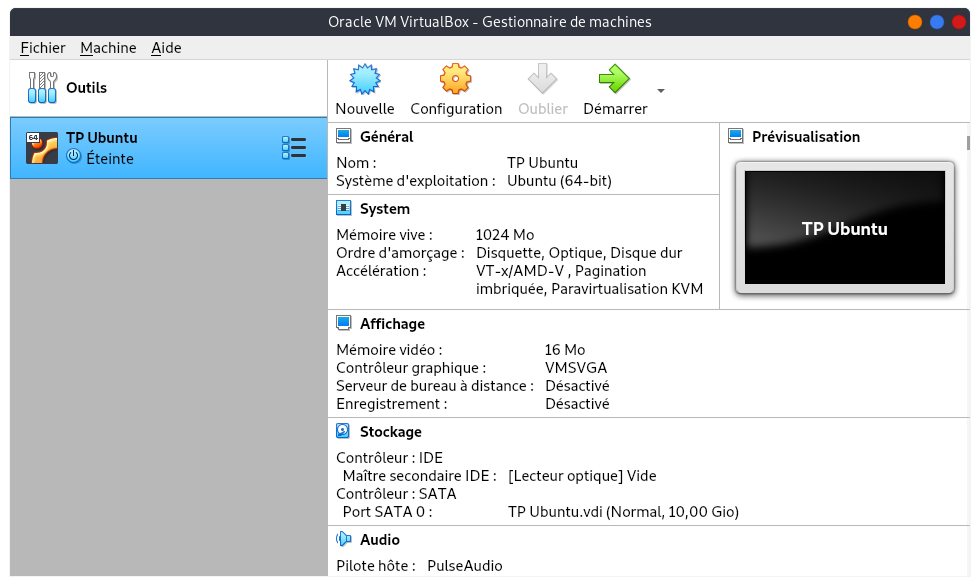 Oracle VM VirtualBox - Gestionnaire de machines
Fichier Machine Aide
Outils
64
TP Ubuntu
Éteinte
Nouvelle Configuration Oublier Démarrer
Général
Nom : TP Ubuntu
Système d'exploitation : Ubuntu (64-bit)
System
Mémoire vive : 1024 Mo
Ordre d'amorçage : Disquette, Optique, Disque dur
Accélération : VT-x/AMD-V , Pagination
imbriquée, Paravirtualisation KVM
Prévisualisation
TP Ubuntu
Affichage
Mémoire vidéo : 16 Mo
Contrôleur graphique : VMSVGA
Serveur de bureau à distance : Désactivé
Enregistrement : Désactivé
Stockage
Contrôleur : IDE
Maître secondaire IDE : [Lecteur optique] Vide
Contrôleur : SATA
Port SATA 0 : TP Ubuntu.vdi (Normal, 10,00 Gio)
Audio
Pilote hôte : PulseAudio